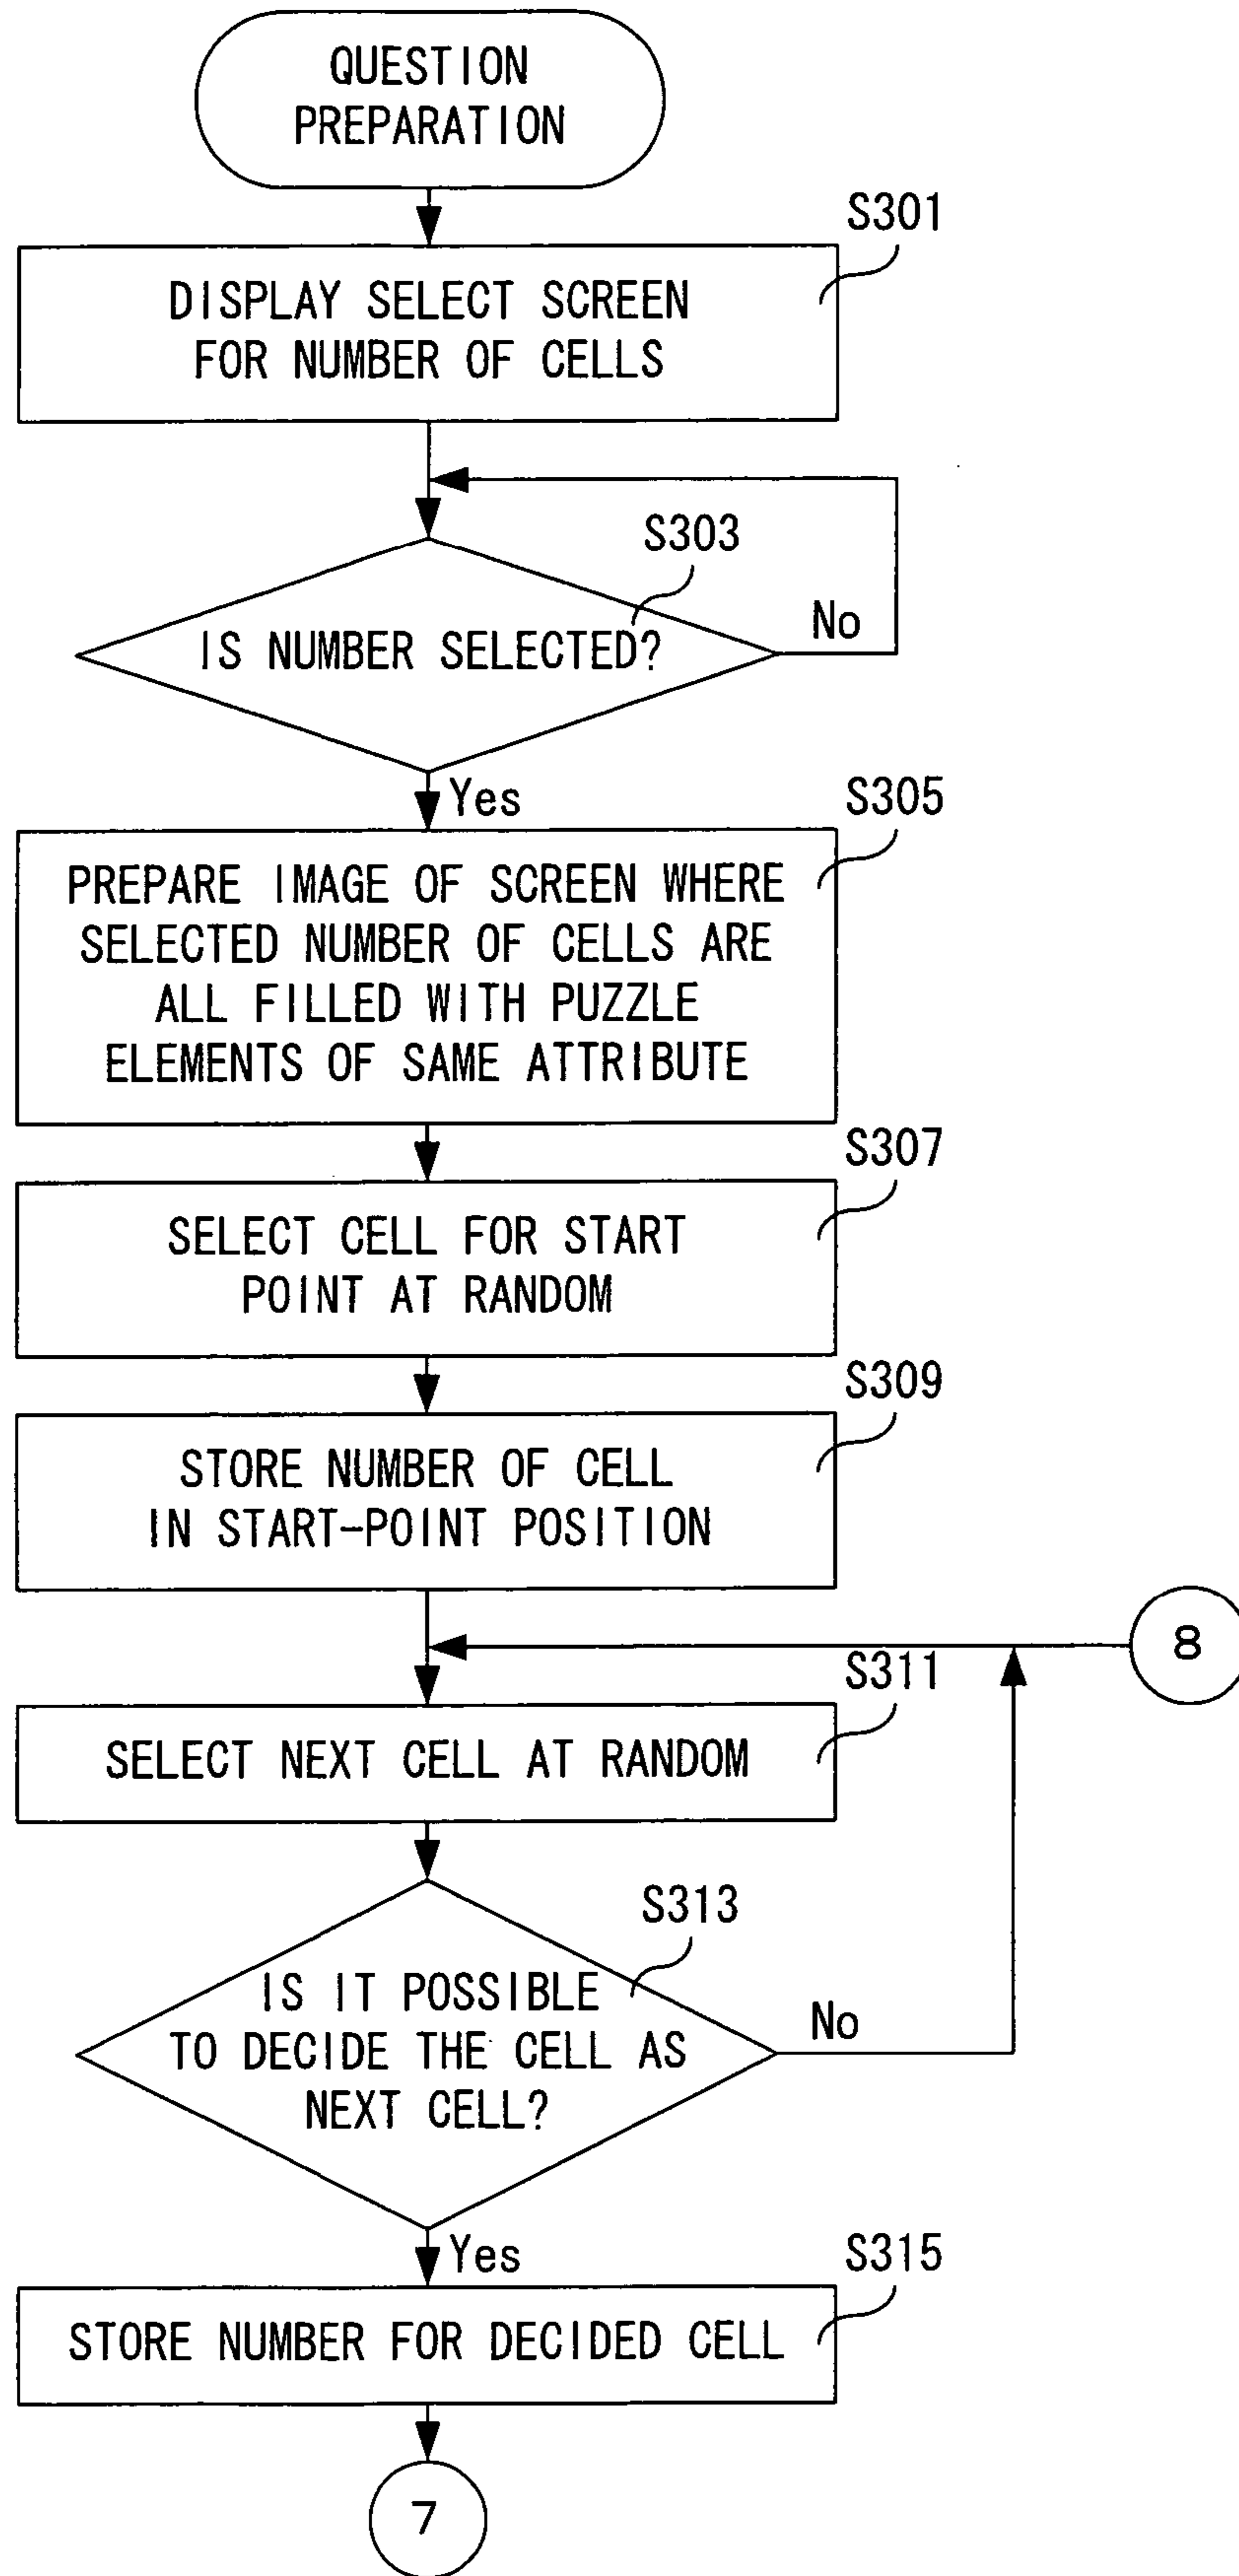 QUESTION
PREPARATION
S301
DISPLAY SELECT SCREEN
FOR NUMBER OF CELLS
S303
IS NUMBER SELECTED?
No
Yes
S305
PREPARE IMAGE OF SCREEN WHERE
SELECTED NUMBER OF CELLS ARE
ALL FILLED WITH PUZZLE
ELEMENTS OF SAME ATTRIBUTE
S307
SELECT CELL FOR START
POINT AT RANDOM
S309
STORE NUMBER OF CELL
IN START-POINT POSITION
8
S311
SELECT NEXT CELL AT RANDOM
S313
IS IT POSSIBLE
TO DECIDE THE CELL AS
NEXT CELL?
No
Yes
S315
STORE NUMBER FOR DECIDED CELL
7